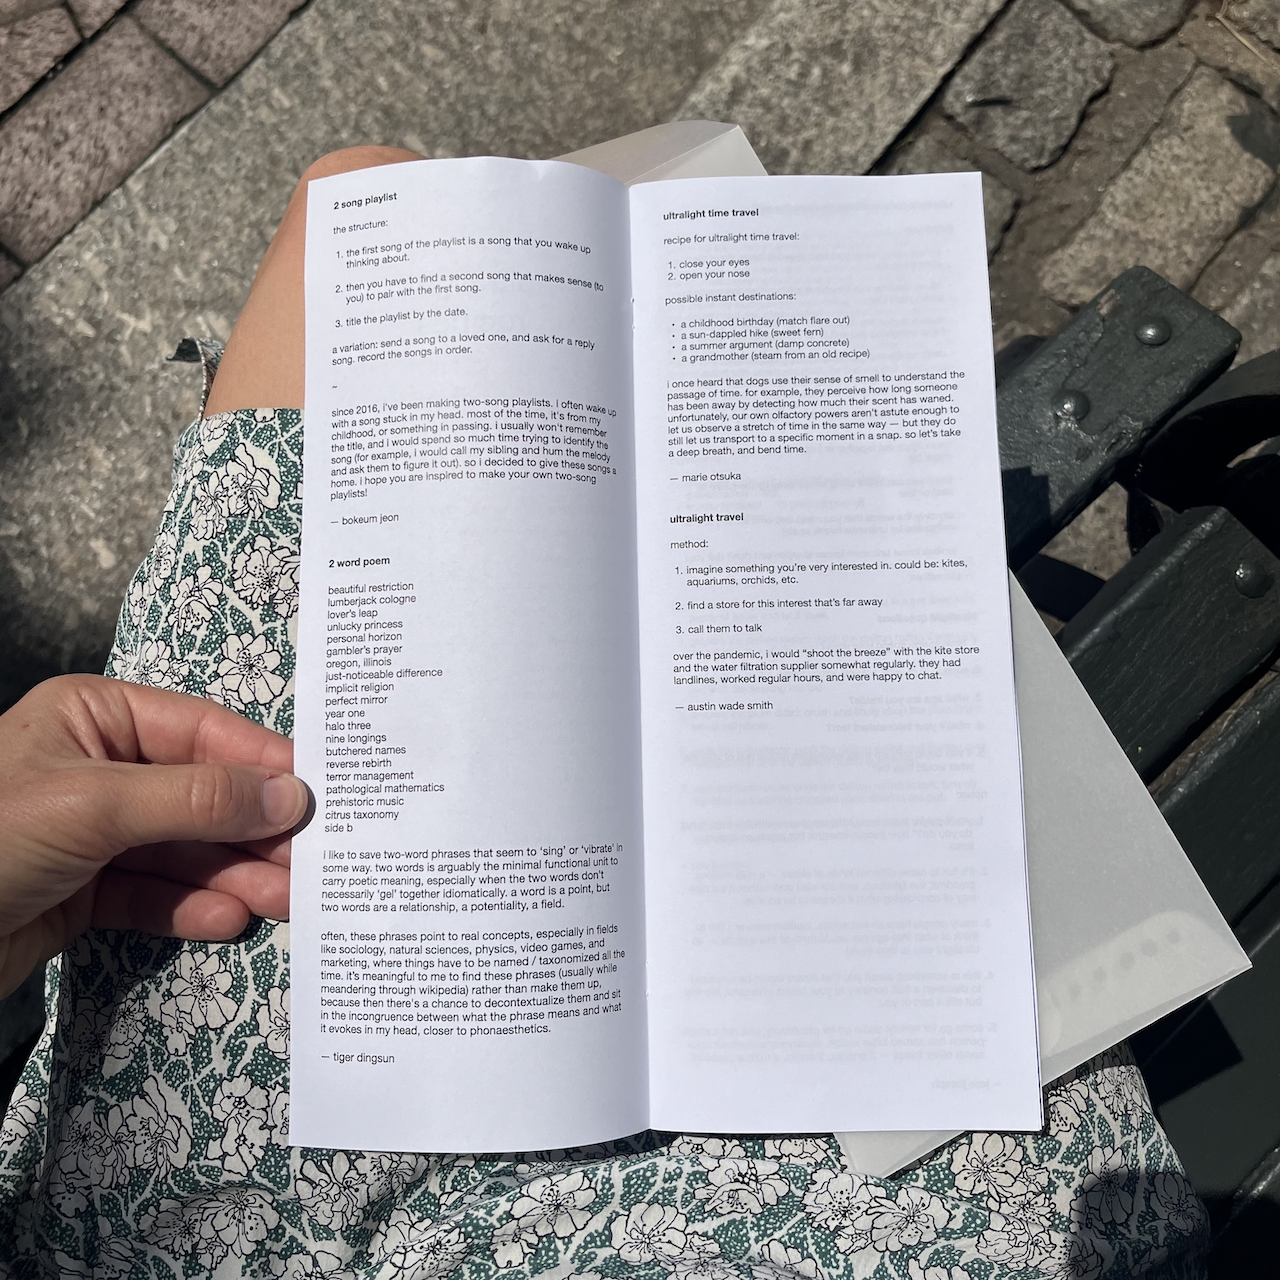 2 song playlist
the structure:
1. the first song of the playlist is a song that you wake up
thinking about.
2. then you have to find a second song that makes sense (to
you) to pair with the first song.
3. title the playlist by the date.
a variation: send a song to a loved one, and ask for a reply
song. record the songs in order.
~
since 2016, i've been making two-song playlists. i often wake up
with a song stuck in my head. most of the time, it's from my
childhood, or something in passing. i usually won't remember
the title, and i would spend so much time trying to identify the
song (for example, i would call my sibling and hum the melody
and ask them to figure it out). so i decided to give these songs a
home. i hope you are inspired to make your own two-song
playlists!
— bokeum jeon
2 word poem
beautiful restriction
lumberjack cologne
lover's leap
unlucky princess
personal horizon
gambler's prayer
oregon, illinois
just-noticeable difference
implicit religion
perfect mirror
year one
halo three
nine longings
butchered names
reverse rebirth
terror management
pathological mathematics
prehistoric music
citrus taxonomy
side b
i like to save two-word phrases that seem to 'sing' or 'vibrate' in
some way. two words is arguably the minimal functional unit to
carry poetic meaning, especially when the two words don't
necessarily 'gel' together idiomatically. a word is a point, but
two words are a relationship, a potentiality, a field.
often, these phrases point to real concepts, especially in fields
like sociology, natural sciences, physics, video games, and
marketing, where things have to be named / taxonomized all the
time. it's meaningful to me to find these phrases (usually while
meandering through wikipedia) rather than make them up,
because then there's a chance to decontextualize them and sit
in the incongruence between what the phrase means and what
it evokes in my head, closer to phonaesthetics.
— tiger dingsun
ultralight time travel
recipe for ultralight time travel:
1. close your eyes
2. open your nose
possible instant destinations:
• a childhood birthday (match flare out)
• a sun-dappled hike (sweet fern)
• a summer argument (damp concrete)
• a grandmother (steam from an old recipe)
i once heard that dogs use their sense of smell to understand the
passage of time. for example, they perceive how long someone
has been away by detecting how much their scent has waned.
unfortunately, our own olfactory powers aren't astute enough to
let us observe a stretch of time in the same way — but they do
still let us transport to a specific moment in a snap. so let's take
a deep breath, and bend time.
— marie otsuka
ultralight travel
method:
1. imagine something you're very interested in. could be: kites,
aquariums, orchids, etc.
2. find a store for this interest that's far away
3. call them to talk
over the pandemic, i would "shoot the breeze" with the kite store
and the water filtration supplier somewhat regularly. they had
landlines, worked regular hours, and were happy to chat.
— austin wade smith